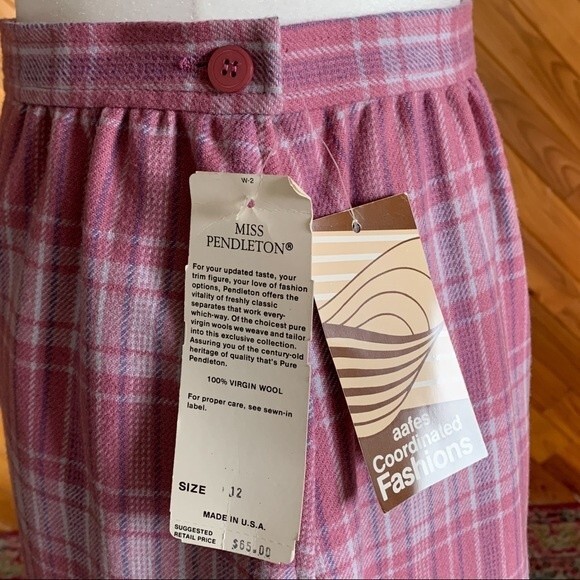 W-2
MISS
PENDLETON®
For your updated taste, your
trim figure, your love of fashion
options, Pendleton offers the
vitality of freshly classic
separates that work every-
which-way. Of the choicest pure
virgin wools we weave and tailor
into this exclusive collection.
Assuring you of the century-old
heritage of quality that's Pure
Pendleton.
100% VIRGIN WOOL
For proper care, see sewn-in
label.
SIZE 12
MADE IN U.S.A.
SUGGESTED
RETAIL PRICE $65.00
aafes
Coordinated
Fashions